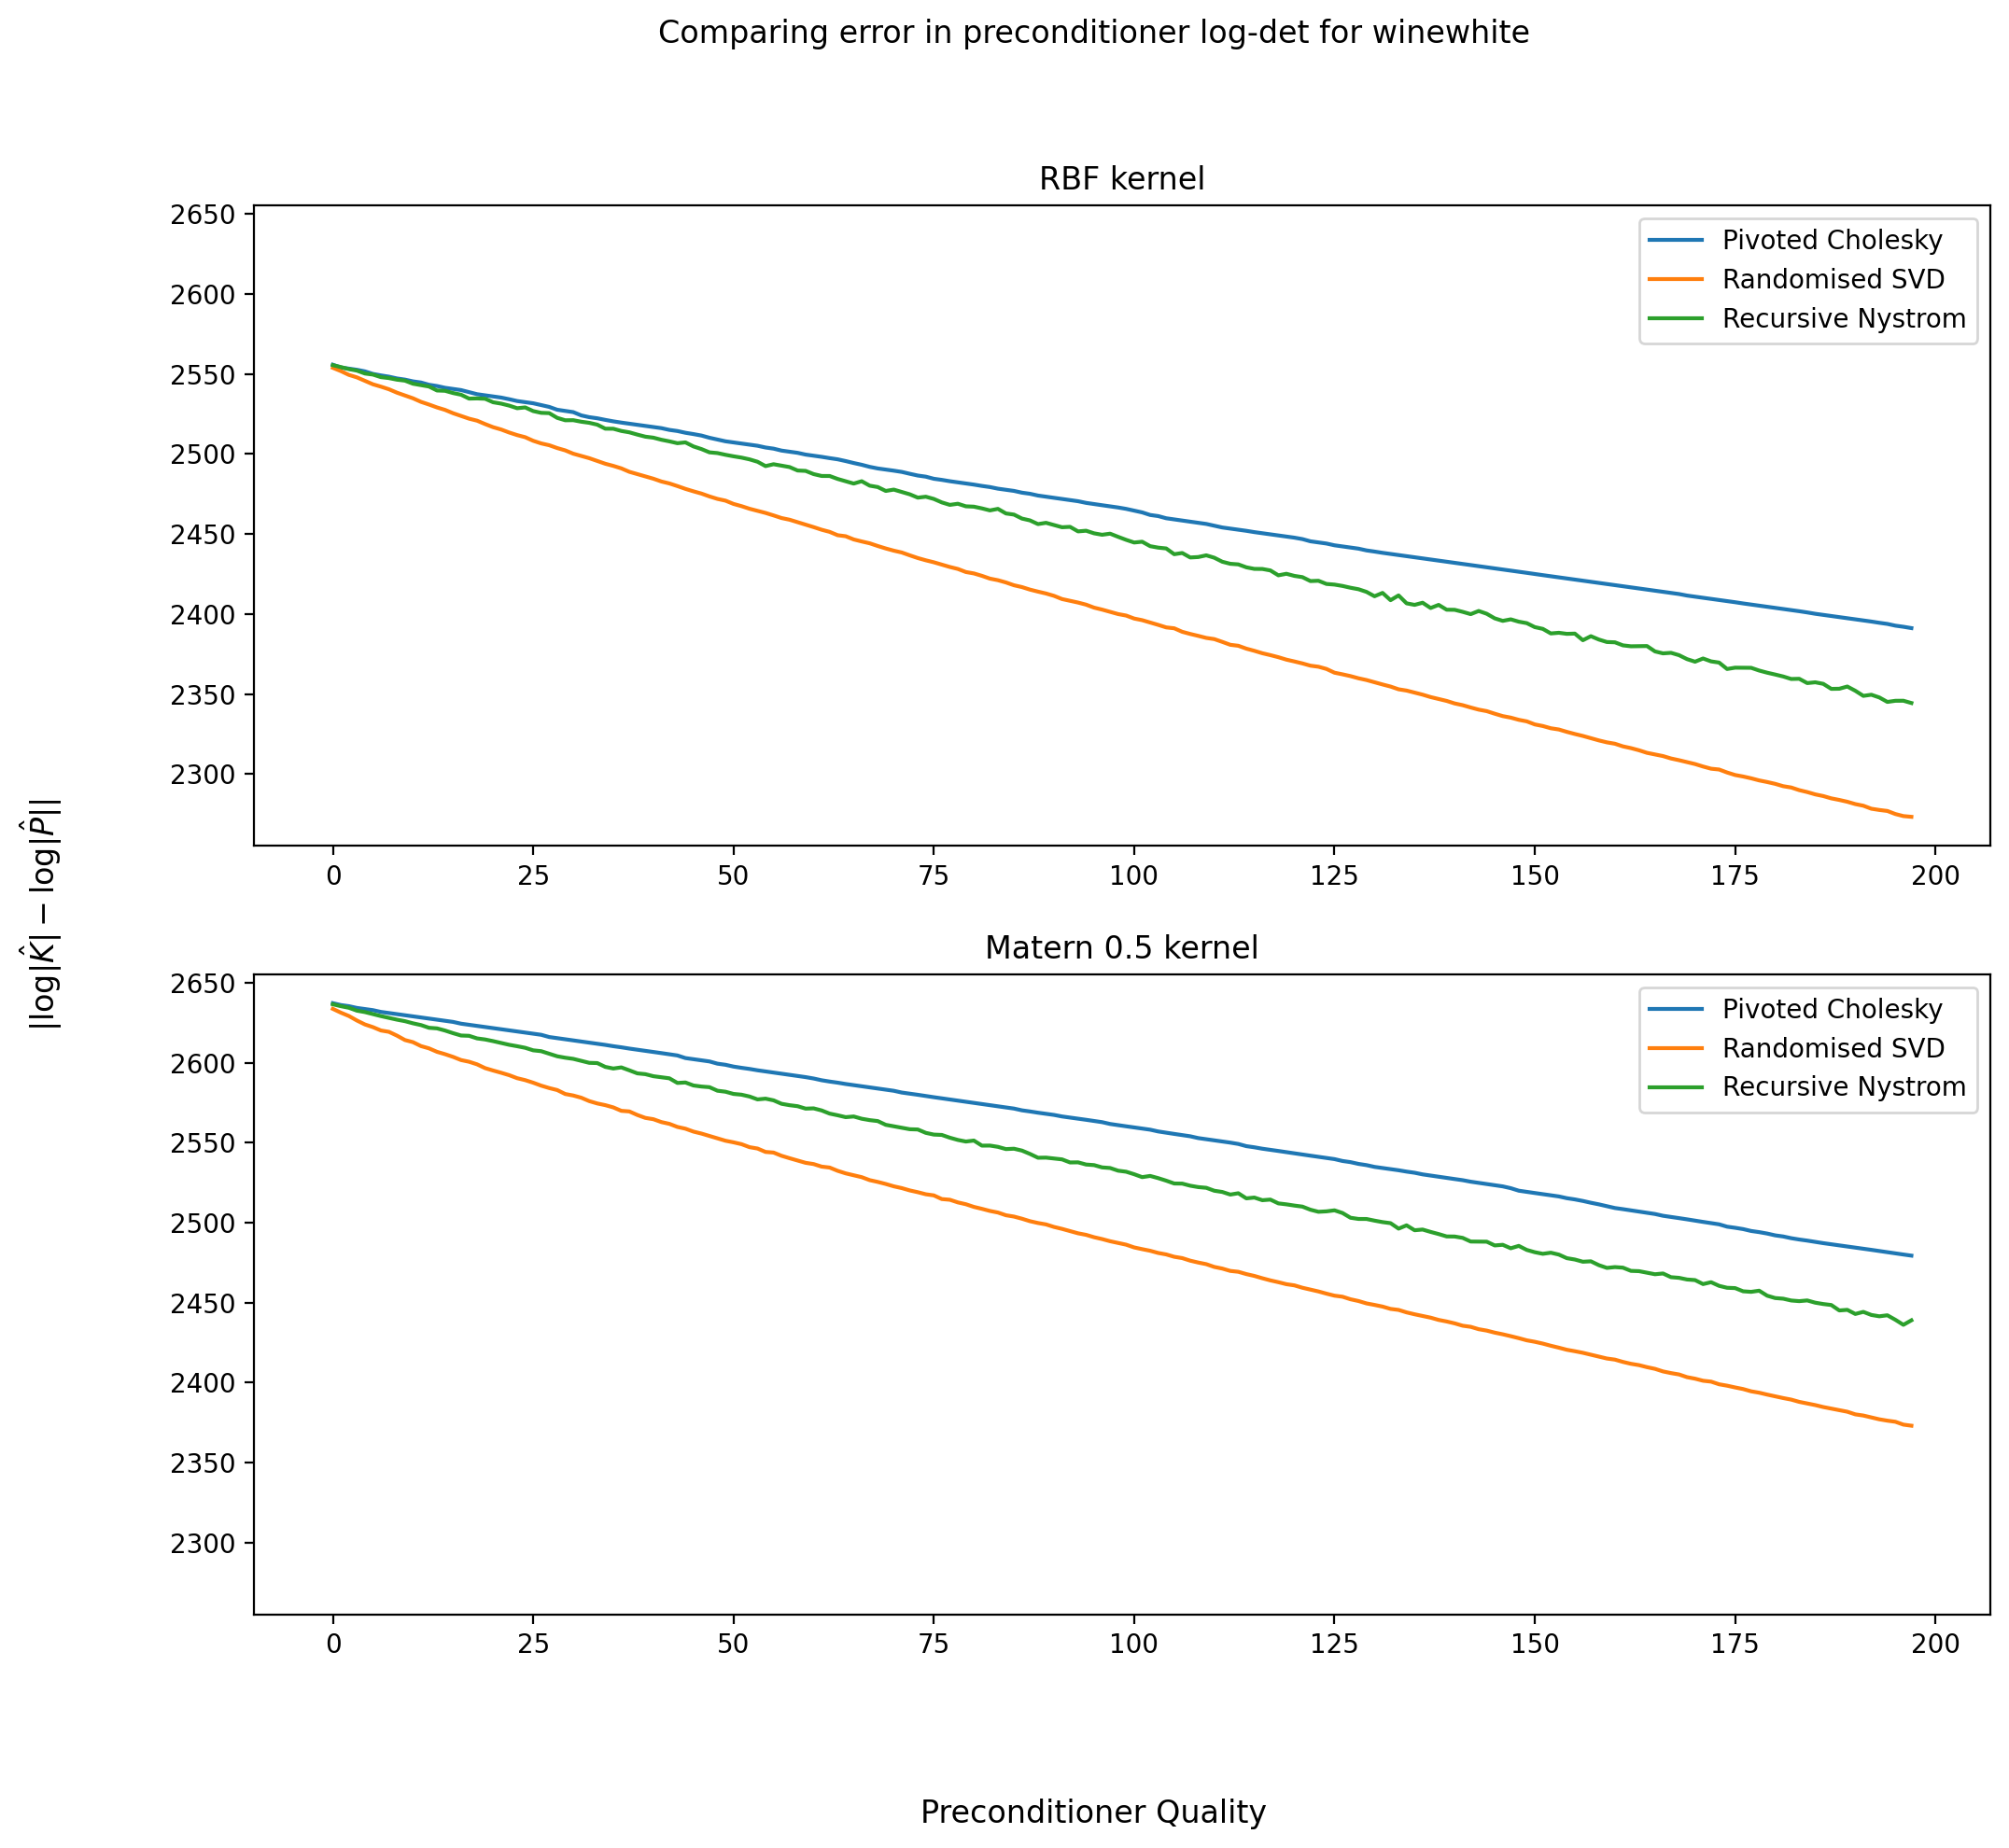 Comparing error in preconditioner log-det for winewhite
RBF kernel
2650
2600
2550
2500
2450
2400
2350
2300
Pivoted Cholesky
Randomised SVD
Recursive Nystrom
0 25 50 75 100 125 150 175 200
|log|K̂| − log|P̂||
Matern 0.5 kernel
2650
2600
2550
2500
2450
2400
2350
2300
Pivoted Cholesky
Randomised SVD
Recursive Nystrom
0 25 50 75 100 125 150 175 200
Preconditioner Quality